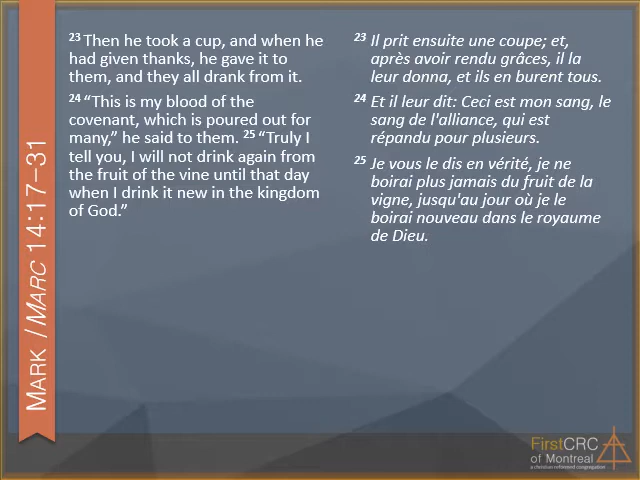 MARK / MARC 14:17–31
23 Then he took a cup, and when he
had given thanks, he gave it to
them, and they all drank from it.
24 “This is my blood of the
covenant, which is poured out for
many,” he said to them. 25 “Truly I
tell you, I will not drink again from
the fruit of the vine until that day
when I drink it new in the kingdom
of God.”
23 Il prit ensuite une coupe; et,
après avoir rendu grâces, il la
leur donna, et ils en burent tous.
24 Et il leur dit: Ceci est mon sang, le
sang de l'alliance, qui est
répandu pour plusieurs.
25 Je vous le dis en vérité, je ne
boirai plus jamais du fruit de la
vigne, jusqu'au jour où je le
boirai nouveau dans le royaume
de Dieu.
FirstCRC
of Montreal
a christian reformed congregation